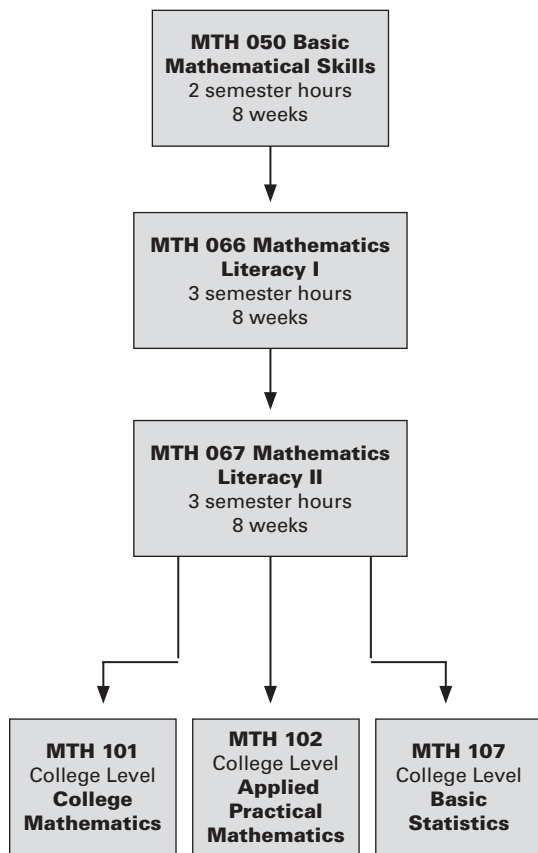 MTH 050 Basic
Mathematical Skills
2 semester hours
8 weeks
MTH 066 Mathematics
Literacy I
3 semester hours
8 weeks
MTH 067 Mathematics
Literacy II
3 semester hours
8 weeks
MTH 101
College Level
College
Mathematics
MTH 102
College Level
Applied
Practical
Mathematics
MTH 107
College Level
Basic
Statistics